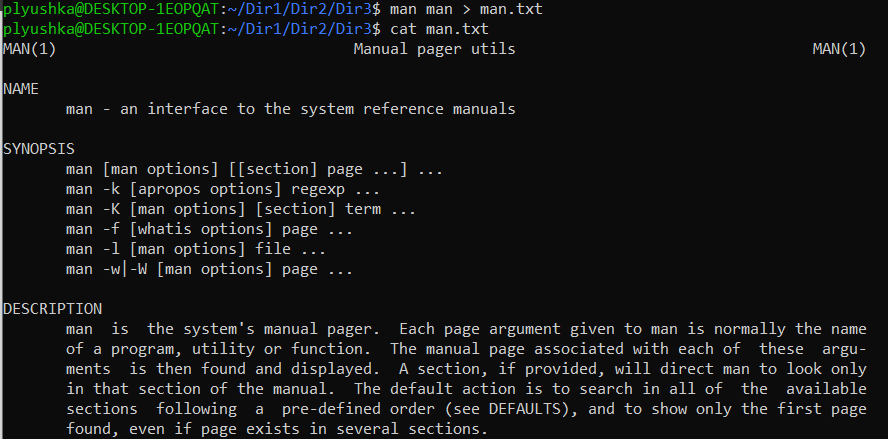 plyushka@DESKTOP-1EOPQAT:~/Dir1/Dir2/Dir3$ man man > man.txt
plyushka@DESKTOP-1EOPQAT:~/Dir1/Dir2/Dir3$ cat man.txt
MAN(1)                                 Manual pager utils                                 MAN(1)

NAME
       man - an interface to the system reference manuals

SYNOPSIS
       man [man options] [[section] page ...] ...
       man -k [apropos options] regexp ...
       man -K [man options] [section] term ...
       man -f [whatis options] page ...
       man -l [man options] file ...
       man -w|-W [man options] page ...

DESCRIPTION
       man  is  the system's manual pager.  Each page argument given to man is normally the name
       of a program, utility or function.  The manual page associated with each of  these  argu-
       ments  is then found and displayed.  A section, if provided, will direct man to look only
       in that section of the manual.  The default action is to search in all of  the  available
       sections  following  a  pre-defined order (see DEFAULTS), and to show only the first page
       found, even if page exists in several sections.